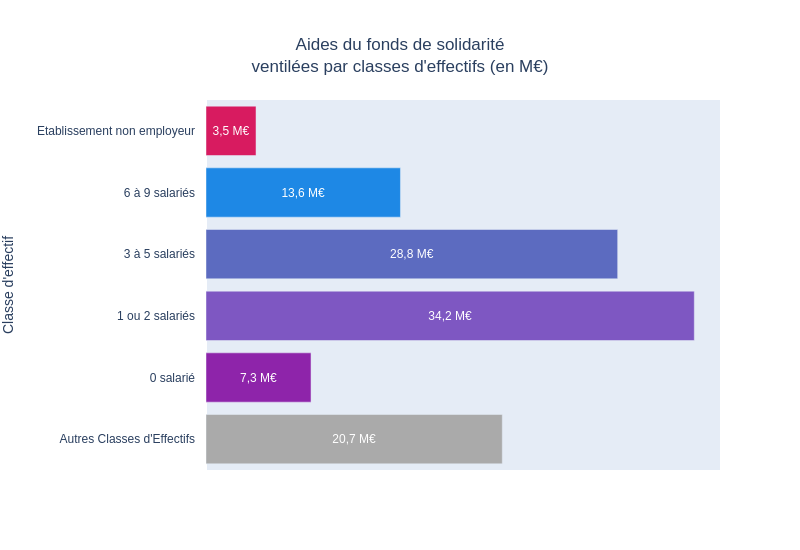 Aides du fonds de solidarité
ventilées par classes d'effectifs (en M€)
Classe d'effectif
Etablissement non employeur
3,5 M€
6 à 9 salariés
13,6 M€
3 à 5 salariés
28,8 M€
1 ou 2 salariés
34,2 M€
0 salarié
7,3 M€
Autres Classes d'Effectifs
20,7 M€